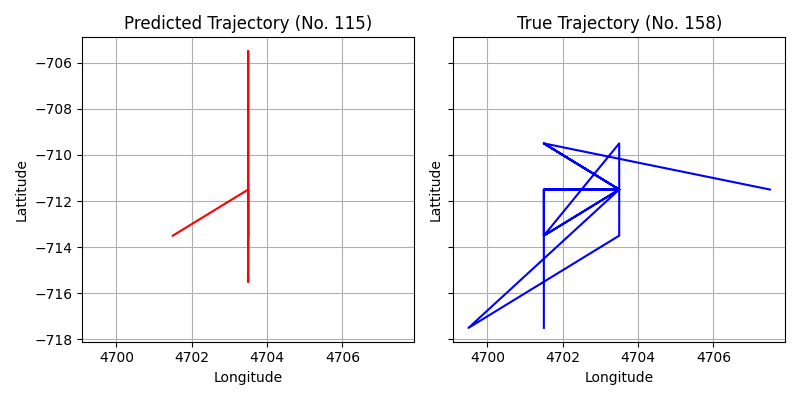 Predicted Trajectory (No. 115)
True Trajectory (No. 158)
−706
−708
−710
−712
−714
−716
−718
Lattitude
Lattitude
4700
4702
4704
4706
4700
4702
4704
4706
Longitude
Longitude